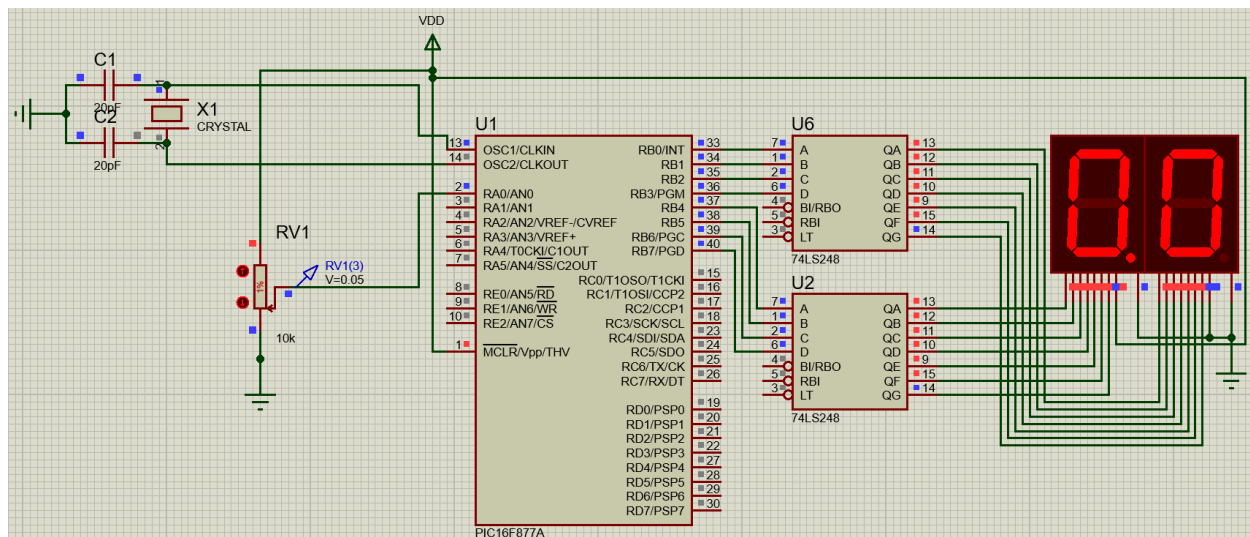 VDD
C1
20pF
C2
20pF
X1
CRYSTAL
1
2
RV1
1%
RV1(3)
V=0.05
10k
U1
13 OSC1/CLKIN
14 OSC2/CLKOUT
2 RA0/AN0
3 RA1/AN1
4 RA2/AN2/VREF-/CVREF
5 RA3/AN3/VREF+
6 RA4/T0CKI/C1OUT
7 RA5/AN4/SS/C2OUT
8 RE0/AN5/RD
9 RE1/AN6/WR
10 RE2/AN7/CS
1 MCLR/Vpp/THV
RB0/INT 33
RB1 34
RB2 35
RB3/PGM 36
RB4 37
RB5 38
RB6/PGC 39
RB7/PGD 40
RC0/T1OSO/T1CKI 15
RC1/T1OSI/CCP2 16
RC2/CCP1 17
RC3/SCK/SCL 18
RC4/SDI/SDA 23
RC5/SDO 24
RC6/TX/CK 25
RC7/RX/DT 26
RD0/PSP0 19
RD1/PSP1 20
RD2/PSP2 21
RD3/PSP3 22
RD4/PSP4 27
RD5/PSP5 28
RD6/PSP6 29
RD7/PSP7 30
PIC16F877A
U6
7 A QA 13
1 B QB 12
2 C QC 11
6 D QD 10
4 BI/RBO QE 9
5 RBI QF 15
3 LT QG 14
74LS248
U2
7 A QA 13
1 B QB 12
2 C QC 11
6 D QD 10
4 BI/RBO QE 9
5 RBI QF 15
3 LT QG 14
74LS248
0.0